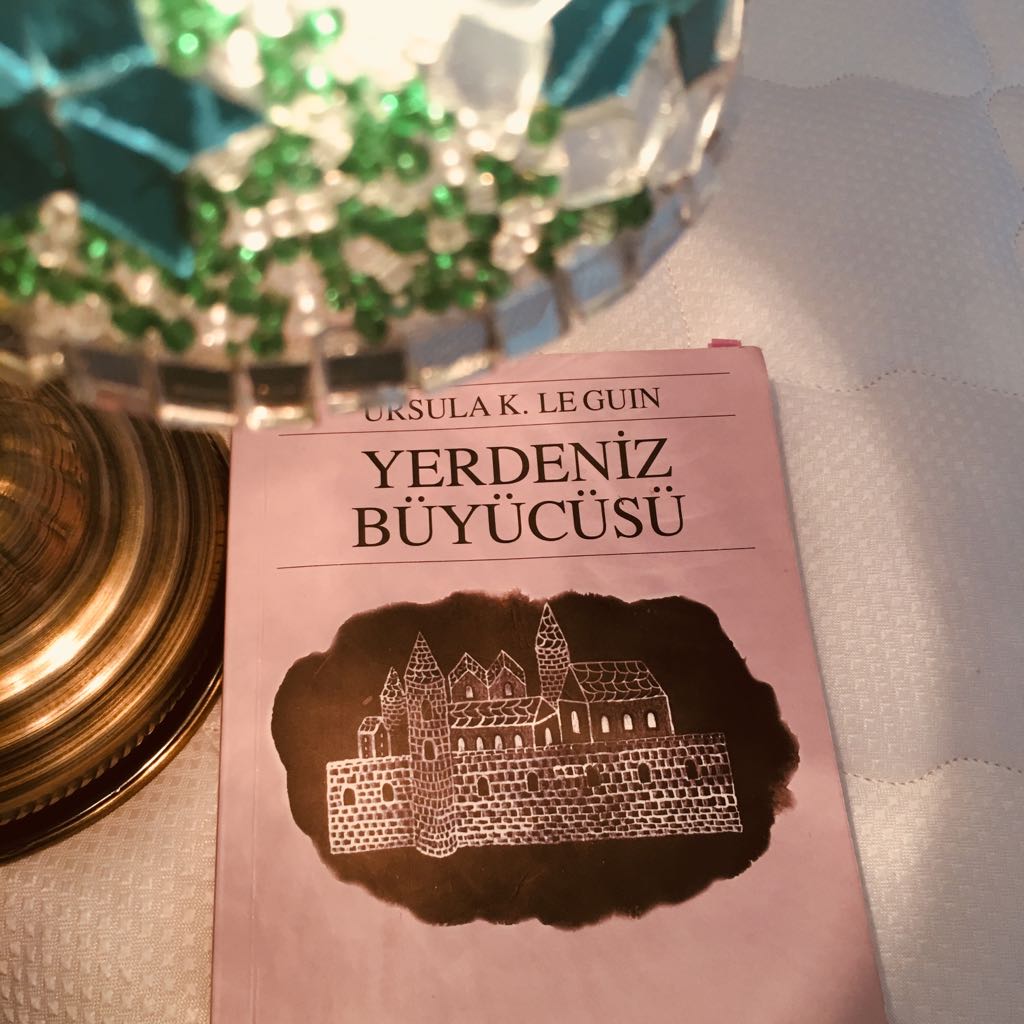 URSULA K. LE GUIN
YERDENİZ
BÜYÜCÜSÜ